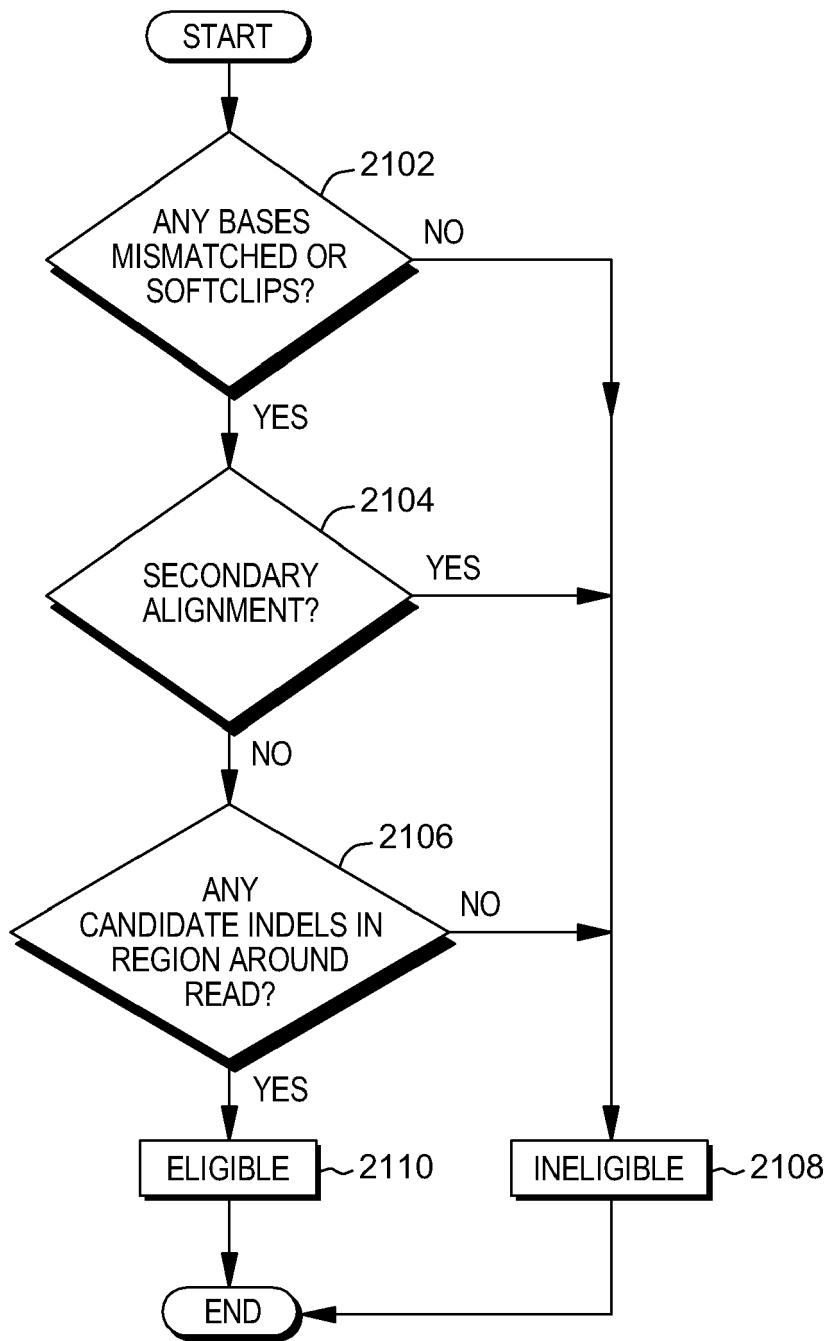 START
2102
ANY BASES
MISMATCHED OR
SOFTCLIPS?
NO
YES
2104
SECONDARY
ALIGNMENT?
YES
NO
2106
ANY
CANDIDATE INDELS IN
REGION AROUND
READ?
NO
YES
ELIGIBLE
2110
INELIGIBLE
2108
END